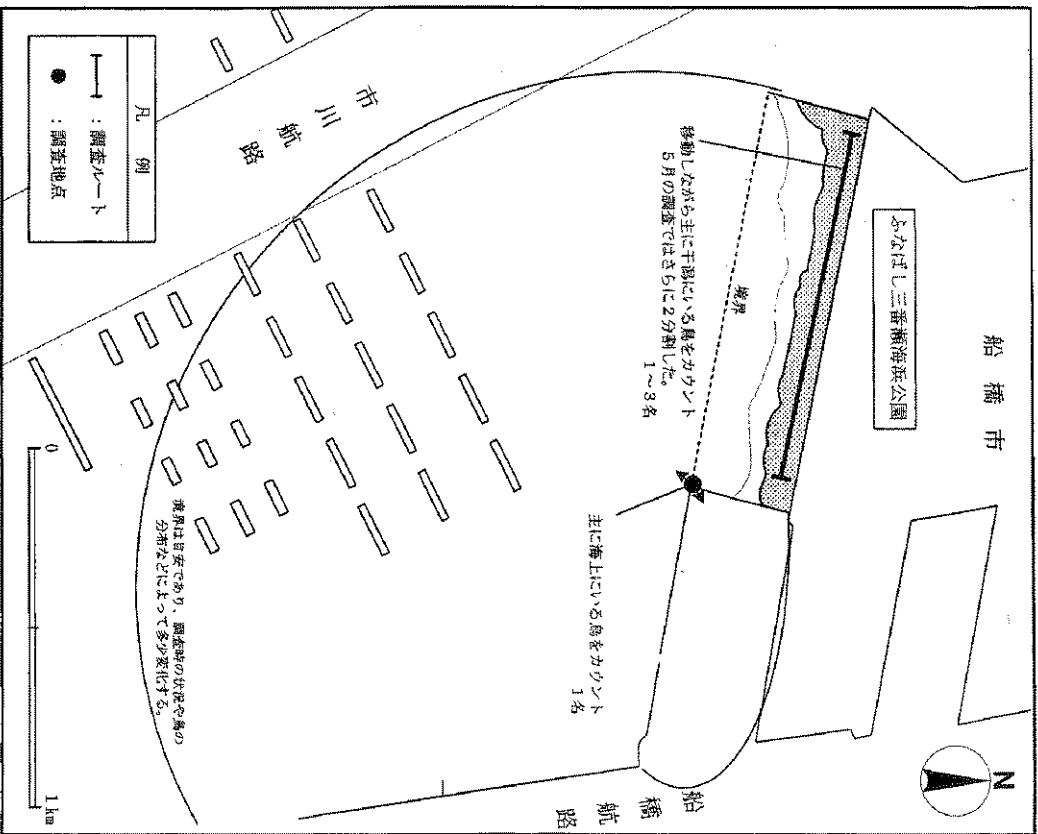 船橋市
N
ふなばし三番瀬海浜公園
境界
移動しながら主に干潟にいる鳥をカウント
5月の調査ではさらに2分割した。
1～3名
主に海上にいる鳥をカウント
1名
船橋航路
市川航路
境界は目安であり、調査時の状況や鳥の
分布などによって多少変化する。
凡例
：調査ルート
：調査地点
0
1km